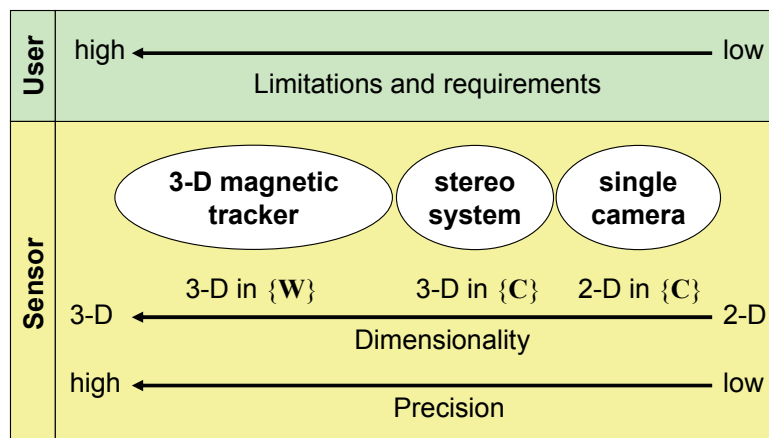 User
high
low
Limitations and requirements
Sensor
3-D magnetic
tracker
stereo
system
single
camera
3-D in {W}
3-D in {C}
2-D in {C}
3-D
2-D
Dimensionality
high
low
Precision